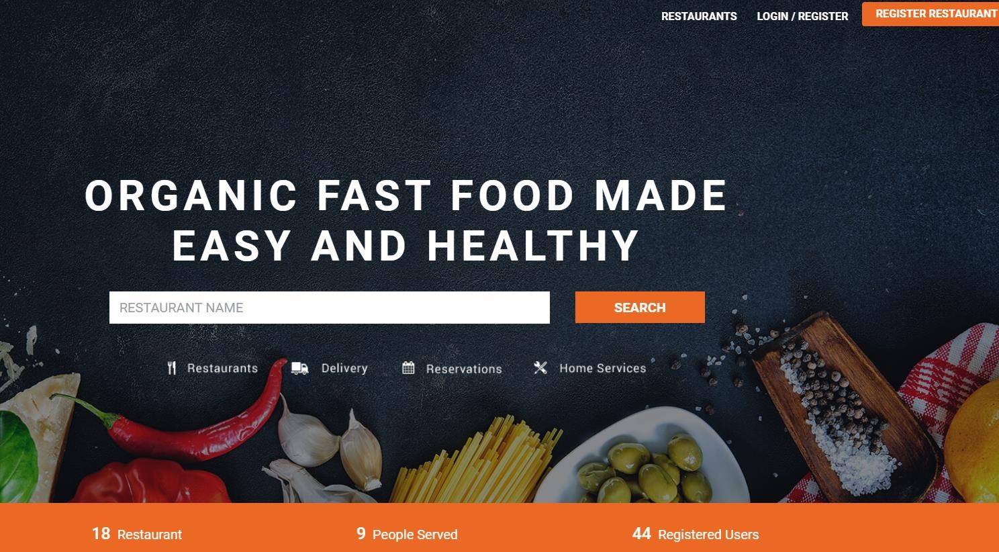 RESTAURANTS LOGIN / REGISTER REGISTER RESTAURANT
ORGANIC FAST FOOD MADE
EASY AND HEALTHY
RESTAURANT NAME SEARCH
Restaurants Delivery Reservations Home Services
18 Restaurant 9 People Served 44 Registered Users